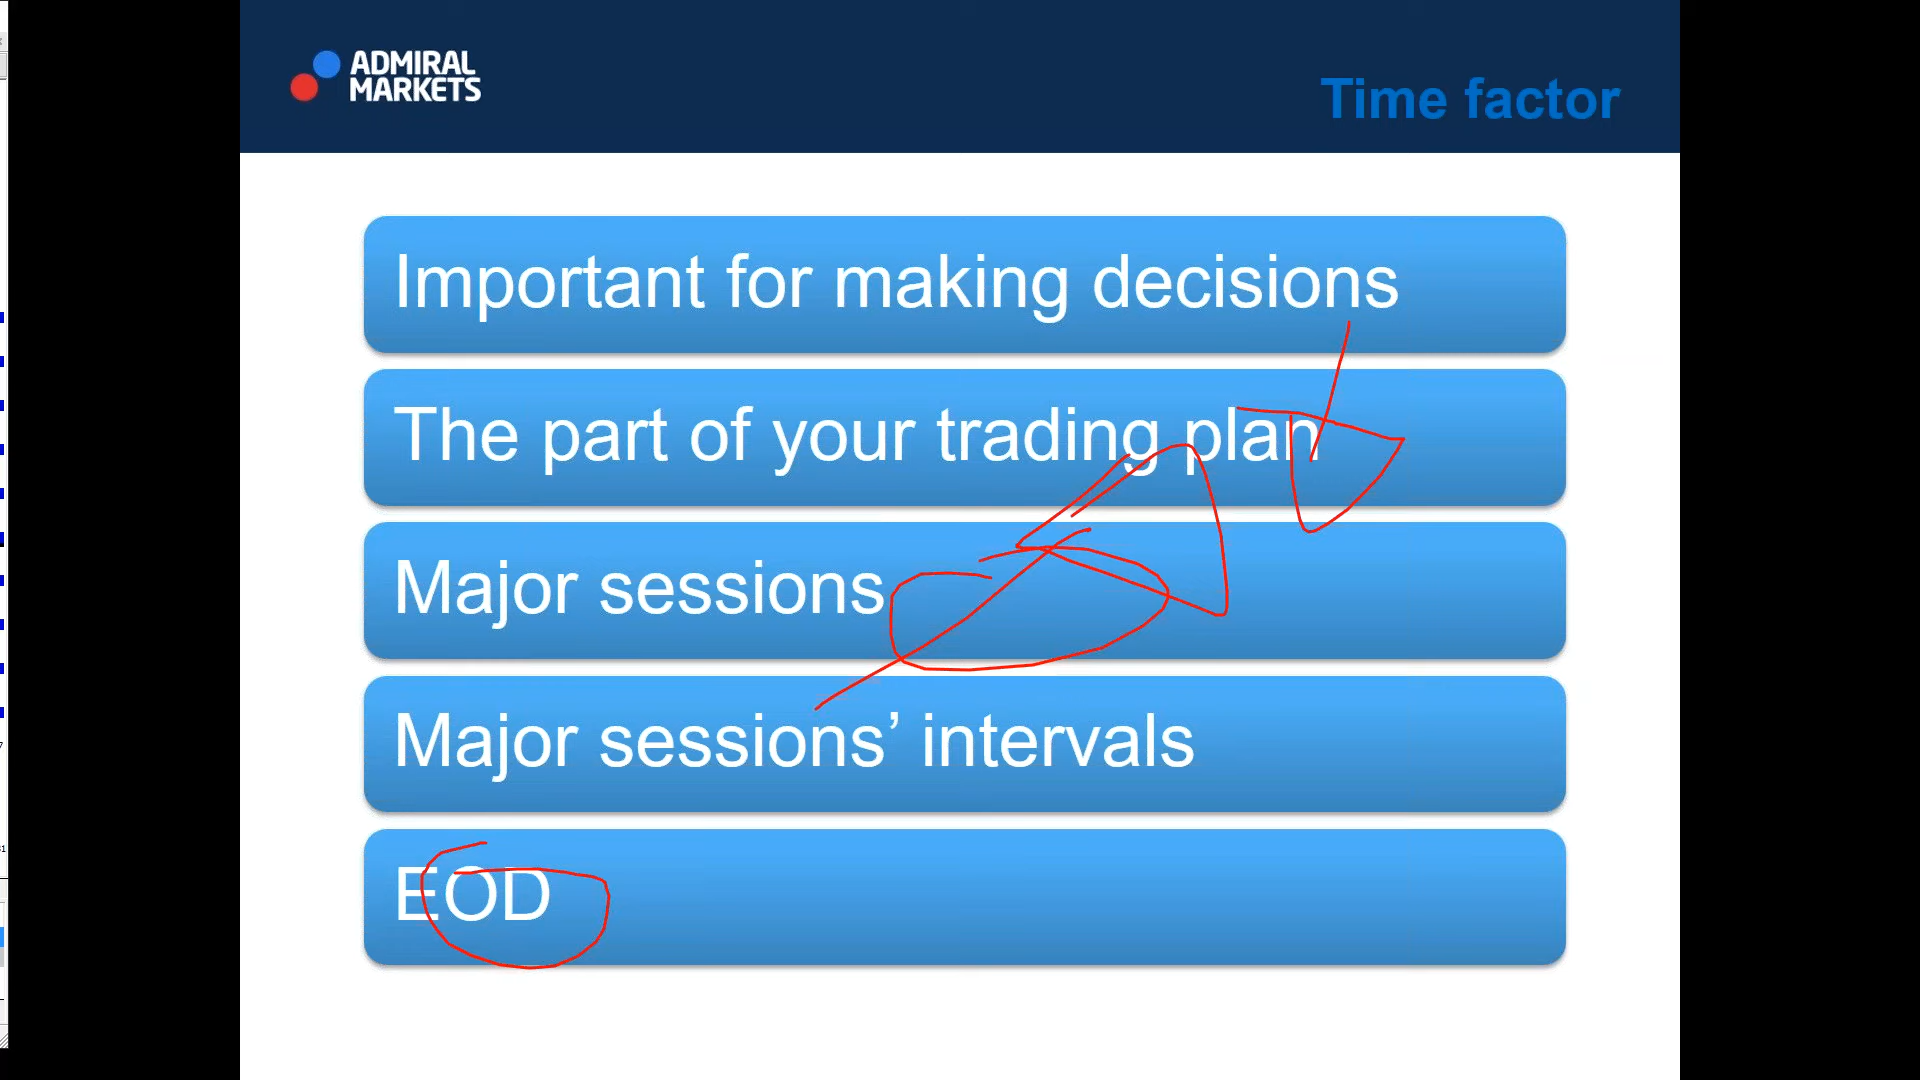 ADMIRAL
MARKETS
Time factor
Important for making decisions
The part of your trading plan
Major sessions
Major sessions’ intervals
EOD